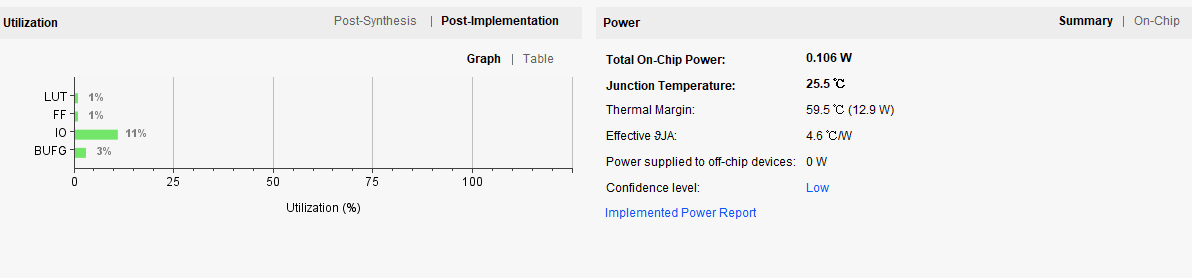 Utilization
Post-Synthesis | Post-Implementation
Graph | Table
LUT 1%
FF 1%
IO 11%
BUFG 3%
0 25 50 75 100
Utilization (%)
Power
Summary | On-Chip
Total On-Chip Power: 0.106 W
Junction Temperature: 25.5 ℃
Thermal Margin: 59.5 ℃ (12.9 W)
Effective ϑJA: 4.6 ℃/W
Power supplied to off-chip devices: 0 W
Confidence level: Low
Implemented Power Report